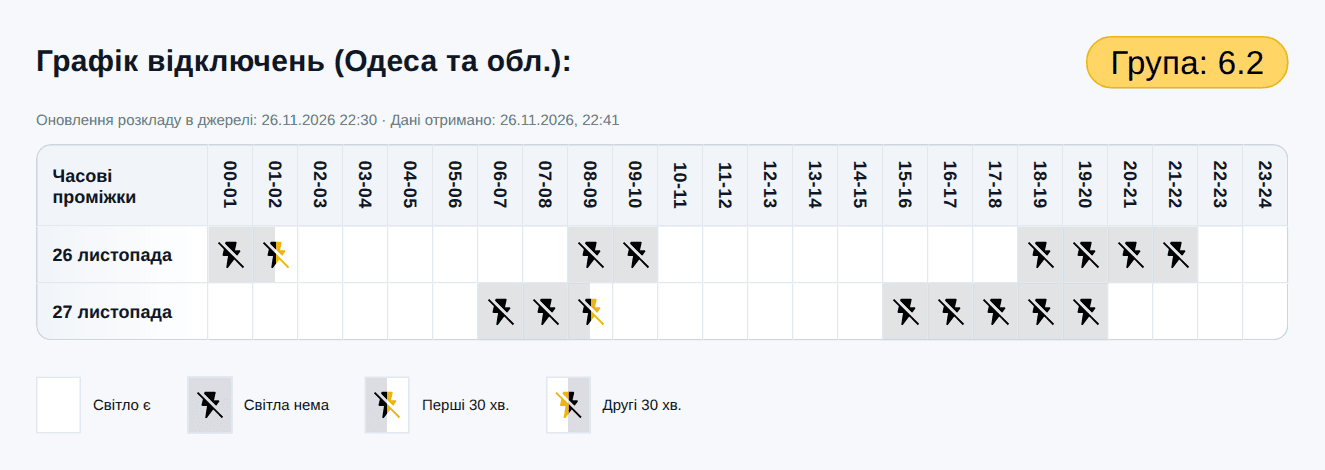 Графік відключень (Одеса та обл.):
Група: 6.2
Оновлення розкладу в джерелі: 26.11.2026 22:30 · Дані отримано: 26.11.2026, 22:41
Часові
проміжки
00-01
01-02
02-03
03-04
04-05
05-06
06-07
07-08
08-09
09-10
10-11
11-12
12-13
13-14
14-15
15-16
16-17
17-18
18-19
19-20
20-21
21-22
22-23
23-24
26 листопада
27 листопада
Світло є
Світла нема
Перші 30 хв.
Другі 30 хв.